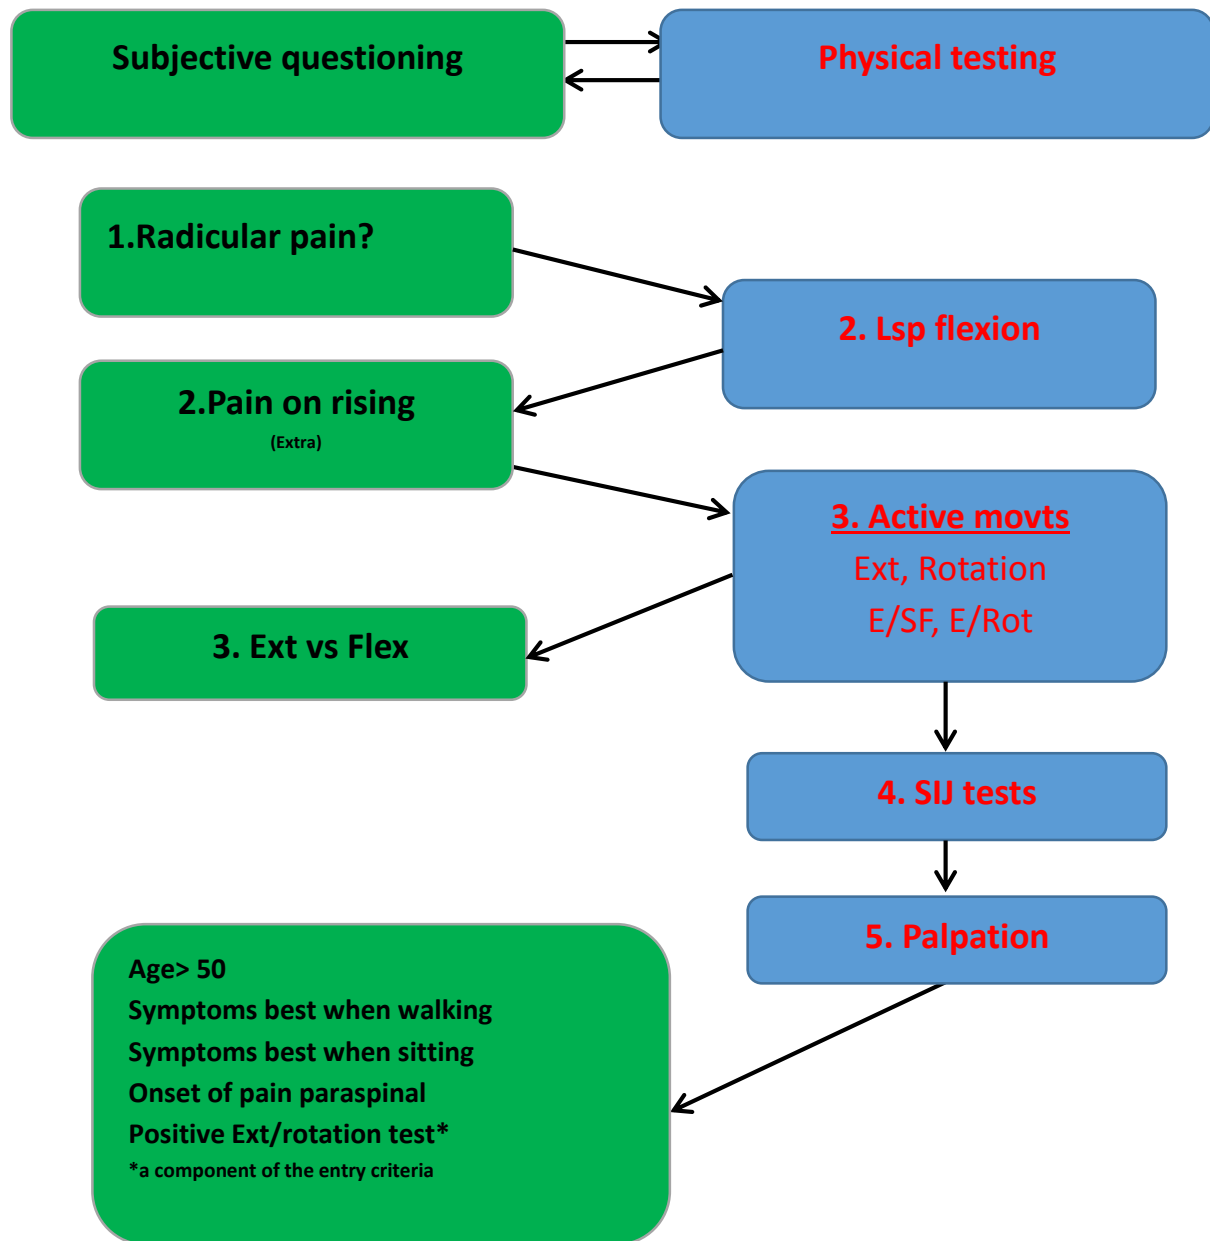 Subjective questioning
Physical testing
1.Radicular pain?
2. Lsp flexion
2.Pain on rising
(Extra)
3. Active movts
Ext, Rotation
E/SF, E/Rot
3. Ext vs Flex
4. SIJ tests
5. Palpation
Age> 50
Symptoms best when walking
Symptoms best when sitting
Onset of pain paraspinal
Positive Ext/rotation test*
*a component of the entry criteria